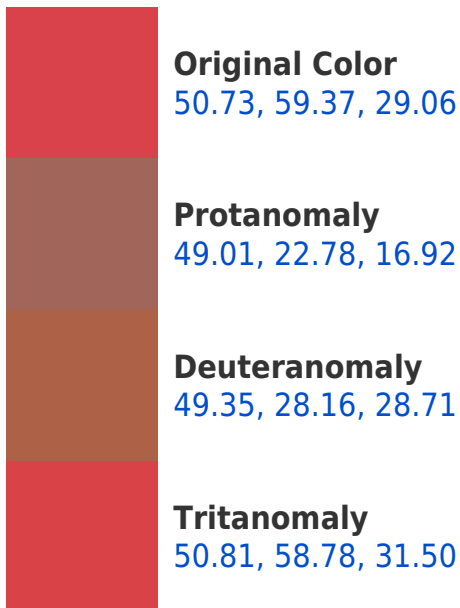 Original Color
50.73, 59.37, 29.06
Protanomaly
49.01, 22.78, 16.92
Deuteranomaly
49.35, 28.16, 28.71
Tritanomaly
50.81, 58.78, 31.50